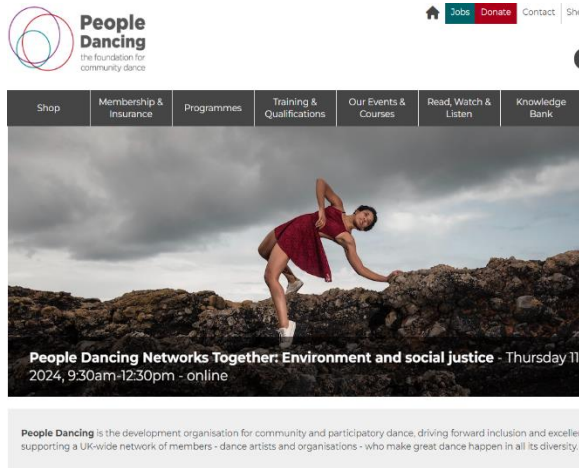 People
Dancing
the foundation for
community dance
Jobs Donate Contact
Shop
Membership &
Insurance
Programmes
Training &
Qualifications
Our Events &
Courses
Read, Watch &
Listen
Knowledge
Bank
People Dancing Networks Together: Environment and social justice - Thursday 11
2024, 9:30am-12:30pm - online
People Dancing is the development organisation for community and participatory dance, driving forward inclusion and
supporting a UK-wide network of members - dance artists and organisations - who make great dance happen in all its diversity.